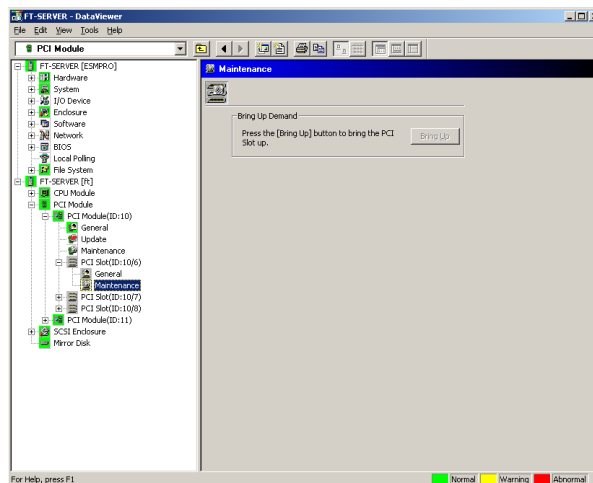 FT-SERVER - DataViewer
File Edit View Tools Help
PCI Module
FT-SERVER [ESMPRO]
Hardware
System
I/O Device
Enclosure
Software
Network
BIOS
Local Polling
File System
FT-SERVER [ft]
CPU Module
PCI Module
PCI Module(ID:10)
General
Update
Maintenance
PCI Slot(ID:10/6)
General
Maintenance
PCI Slot(ID:10/7)
PCI Slot(ID:10/8)
PCI Module(ID:11)
SCSI Enclosure
Mirror Disk
Maintenance
Bring Up Demand
Press the [Bring Up] button to bring the PCI
Slot up.
Bring Up
For Help, press F1
Normal Warning Abnormal